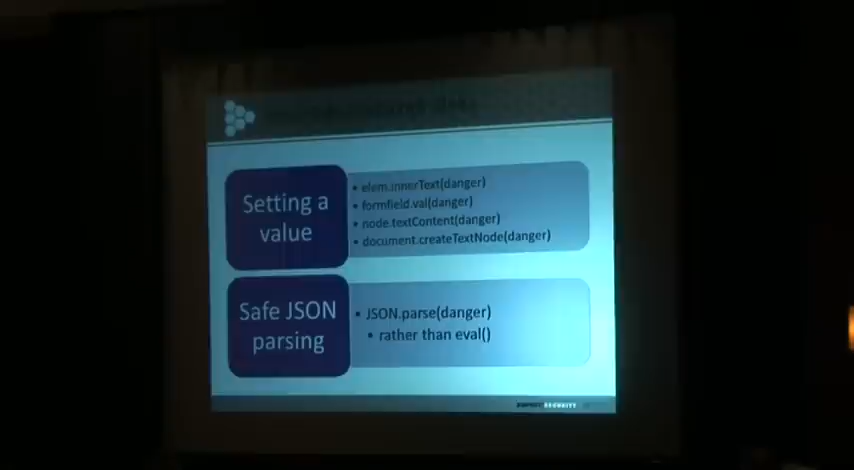 Setting a
value
• elem.innerText(danger)
• formfield.val(danger)
• node.textContent(danger)
• document.createTextNode(danger)
Safe JSON
parsing
• JSON.parse(danger)
• rather than eval()
SECURITY